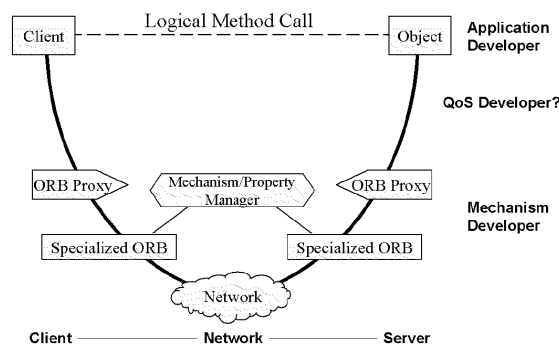 Logical Method Call
Client
Object
Application
Developer
QoS Developer?
ORB Proxy
Mechanism/Property
Manager
ORB Proxy
Mechanism
Developer
Specialized ORB
Specialized ORB
Network
Client
Network
Server